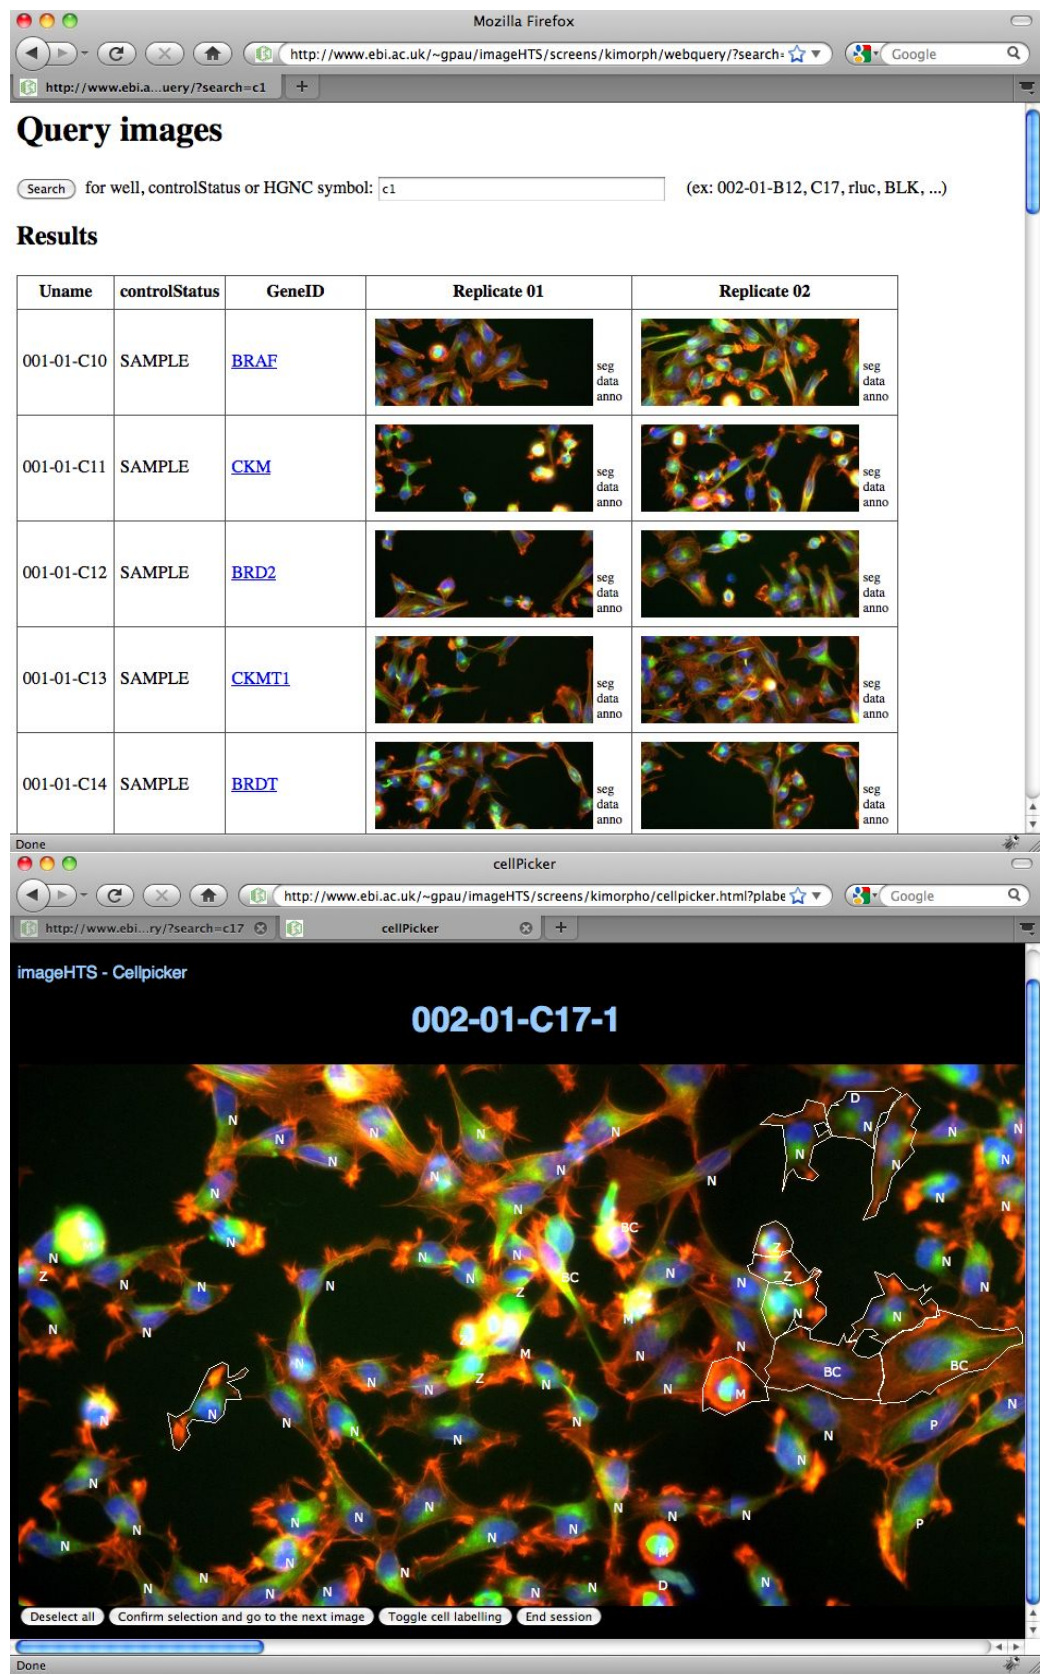 Mozilla Firefox
http://www.ebi.ac.uk/~gpau/imageHTS/screens/kimorph/webquery/?search=
Google
http://www.ebi.a...uery/?search=c1
Query images
Search for well, controlStatus or HGNC symbol: c1 (ex: 002-01-B12, C17, rluc, BLK, ...)
Results
Uname controlStatus GeneID Replicate 01 Replicate 02
001-01-C10 SAMPLE BRAF
seg seg
data data
anno anno
001-01-C11 SAMPLE CKM
seg seg
data data
anno anno
001-01-C12 SAMPLE BRD2
seg seg
data data
anno anno
001-01-C13 SAMPLE CKMT1
seg seg
data data
anno anno
001-01-C14 SAMPLE BRDT
seg seg
data data
anno anno
Done
cellPicker
http://www.ebi.ac.uk/~gpau/imageHTS/screens/kimorpho/cellpicker.html?plabe
Google
http://www.ebi...ry/?search=c17 cellPicker
imageHTS - Cellpicker
002-01-C17-1
D
N N N N N N N N
N N N N N
N N N N N
N BC
M N Z N
N Z N N N N BC N N Z N N
N N Z M N N
N N M N N
N N N N Z N N M BC BC
N N N N N N P N
N N
N N N N N N N P
N N N N M
N N N N N N N D N
Deselect all Confirm selection and go to the next image Toggle cell labelling End session
Done